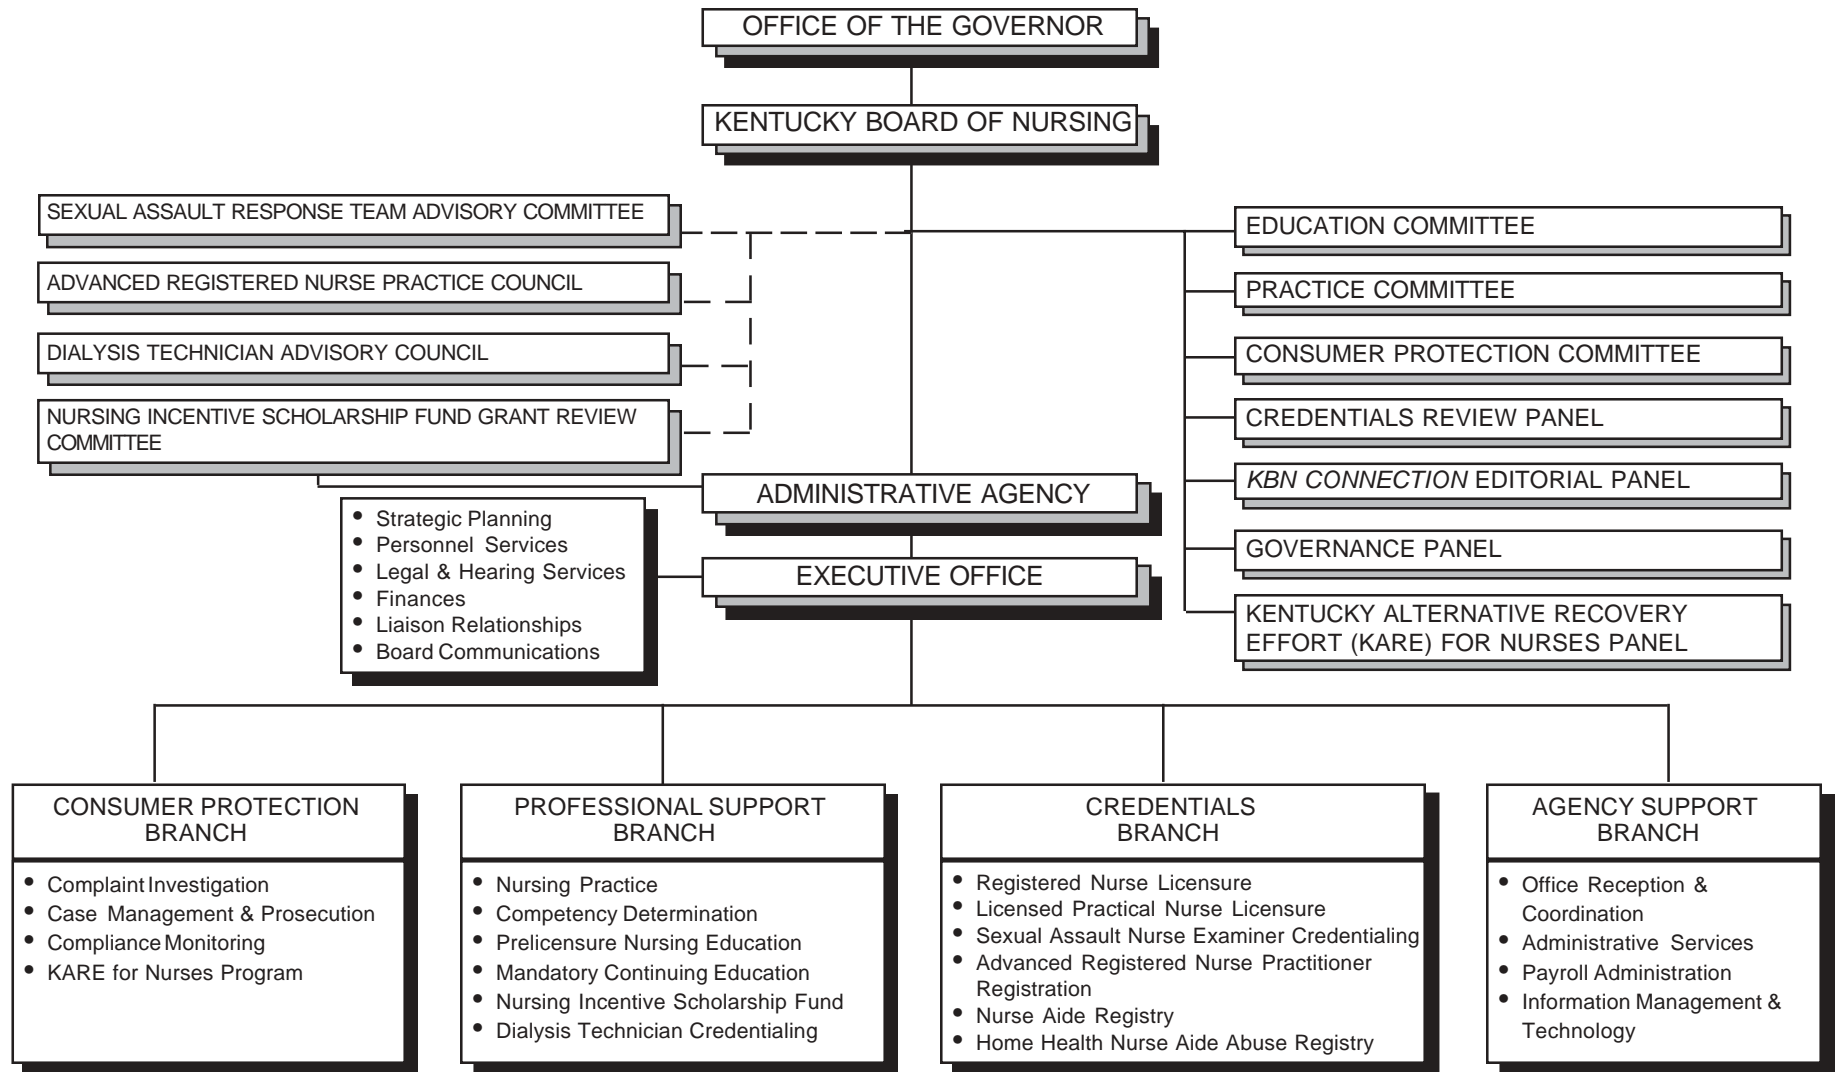 OFFICE OF THE GOVERNOR
KENTUCKY BOARD OF NURSING
SEXUAL ASSAULT RESPONSE TEAM ADVISORY COMMITTEE
ADVANCED REGISTERED NURSE PRACTICE COUNCIL
DIALYSIS TECHNICIAN ADVISORY COUNCIL
NURSING INCENTIVE SCHOLARSHIP FUND GRANT REVIEW
COMMITTEE
EDUCATION COMMITTEE
PRACTICE COMMITTEE
CONSUMER PROTECTION COMMITTEE
CREDENTIALS REVIEW PANEL
KBN CONNECTION EDITORIAL PANEL
GOVERNANCE PANEL
KENTUCKY ALTERNATIVE RECOVERY
EFFORT (KARE) FOR NURSES PANEL
ADMINISTRATIVE AGENCY
EXECUTIVE OFFICE
• Strategic Planning
• Personnel Services
• Legal & Hearing Services
• Finances
• Liaison Relationships
• Board Communications
CONSUMER PROTECTION
BRANCH
• Complaint Investigation
• Case Management & Prosecution
• Compliance Monitoring
• KARE for Nurses Program
PROFESSIONAL SUPPORT
BRANCH
• Nursing Practice
• Competency Determination
• Prelicensure Nursing Education
• Mandatory Continuing Education
• Nursing Incentive Scholarship Fund
• Dialysis Technician Credentialing
CREDENTIALS
BRANCH
• Registered Nurse Licensure
• Licensed Practical Nurse Licensure
• Sexual Assault Nurse Examiner Credentialing
• Advanced Registered Nurse Practitioner
Registration
• Nurse Aide Registry
• Home Health Nurse Aide Abuse Registry
AGENCY SUPPORT
BRANCH
• Office Reception &
Coordination
• Administrative Services
• Payroll Administration
• Information Management &
Technology